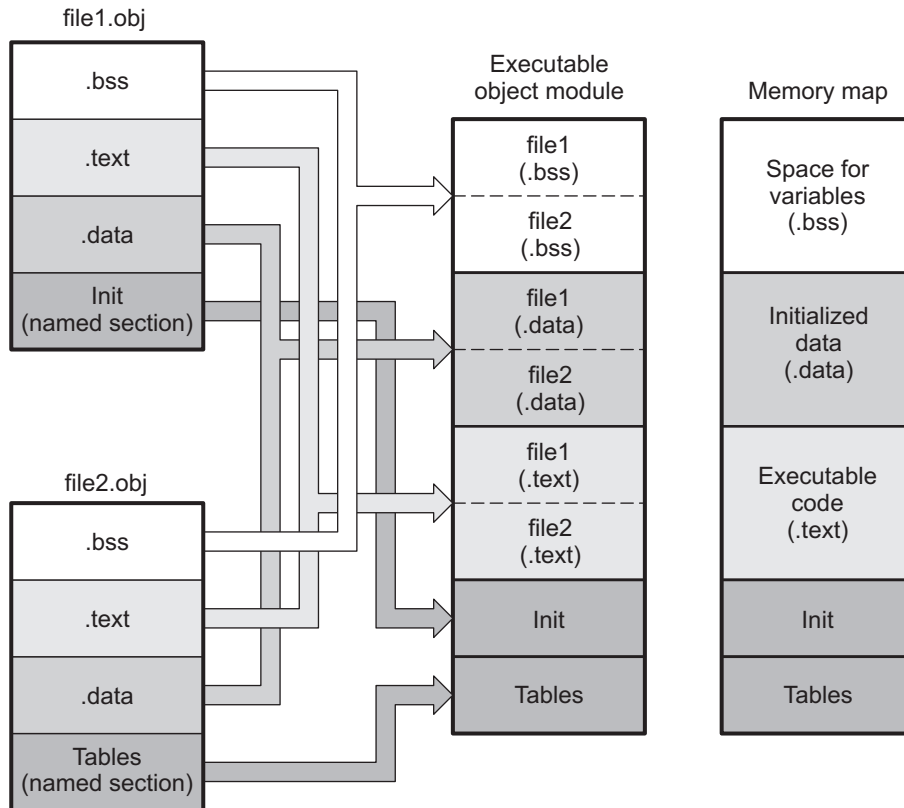 file1.obj
.bss
.text
.data
Init
(named section)
file2.obj
.bss
.text
.data
Tables
(named section)
Executable
object module
file1
(.bss)
file2
(.bss)
file1
(.data)
file2
(.data)
file1
(.text)
file2
(.text)
Init
Tables
Memory map
Space for
variables
(.bss)
Initialized
data
(.data)
Executable
code
(.text)
Init
Tables